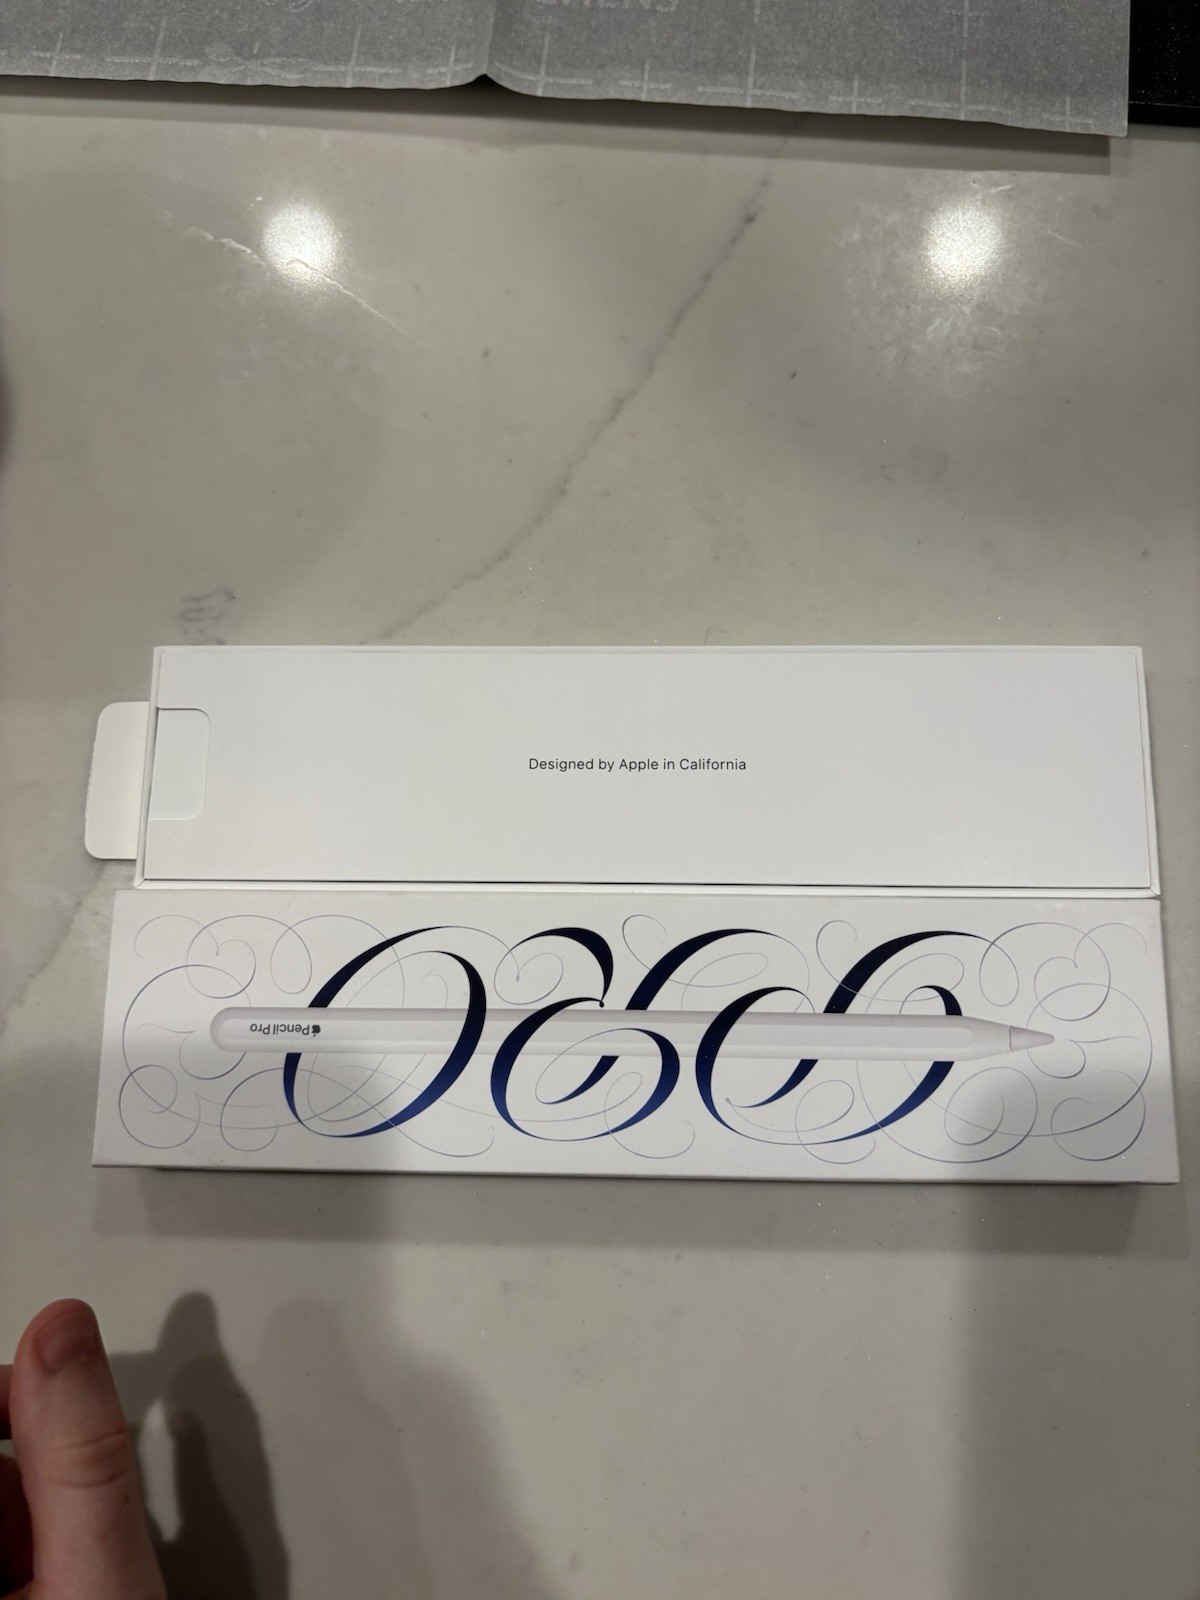 Designed by Apple in California
Pencil Pro